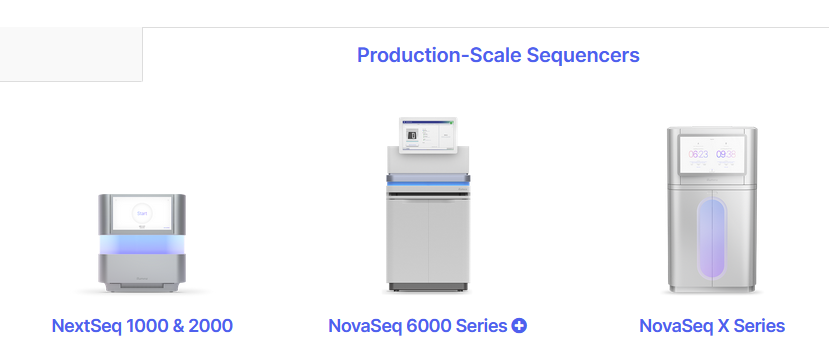 Production-Scale Sequencers
NextSeq 1000 & 2000
NovaSeq 6000 Series
NovaSeq X Series